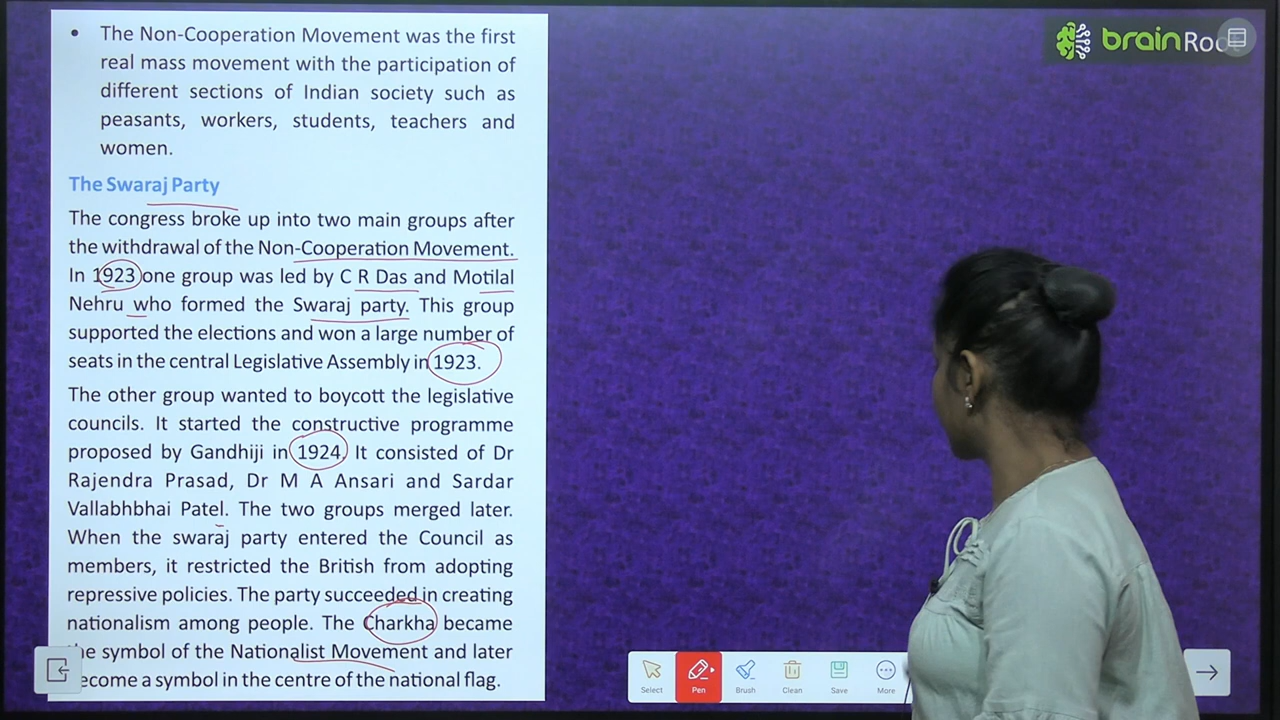 • The Non-Cooperation Movement was the first
real mass movement with the participation of
different sections of Indian society such as
peasants, workers, students, teachers and
women.
The Swaraj Party
The congress broke up into two main groups after
the withdrawal of the Non-Cooperation Movement.
In 1923 one group was led by C R Das and Motilal
Nehru who formed the Swaraj party. This group
supported the elections and won a large number of
seats in the central Legislative Assembly in 1923.
The other group wanted to boycott the legislative
councils. It started the constructive programme
proposed by Gandhiji in 1924. It consisted of Dr
Rajendra Prasad, Dr M A Ansari and Sardar
Vallabhbhai Patel. The two groups merged later.
When the swaraj party entered the Council as
members, it restricted the British from adopting
repressive policies. The party succeeded in creating
nationalism among people. The Charkha became
the symbol of the Nationalist Movement and later
become a symbol in the centre of the national flag.
brain
Select Pen Brush Clean Save More